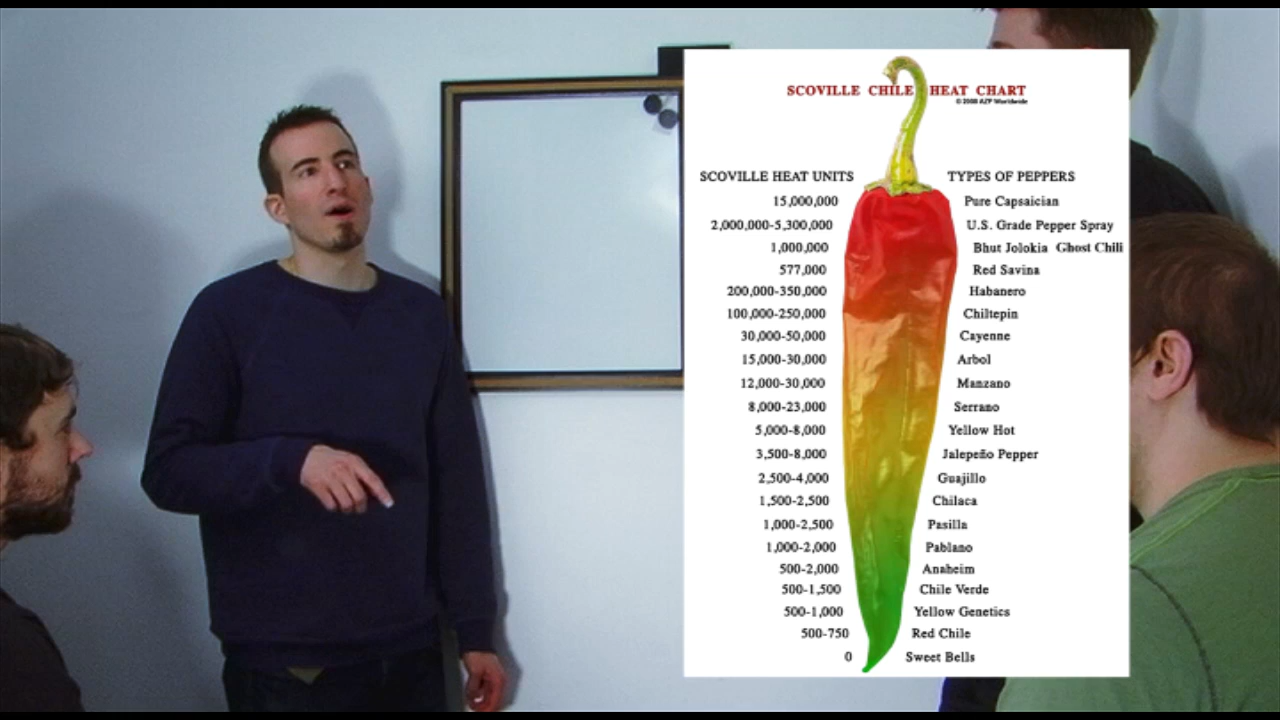 SCOVILLE CHILE HEAT CHART
© 2008 AZP Worldwide
SCOVILLE HEAT UNITS TYPES OF PEPPERS
15,000,000 Pure Capsaician
2,000,000-5,300,000 U.S. Grade Pepper Spray
1,000,000 Bhut Jolokia Ghost Chili
577,000 Red Savina
200,000-350,000 Habanero
100,000-250,000 Chiltepin
30,000-50,000 Cayenne
15,000-30,000 Arbol
12,000-30,000 Manzano
8,000-23,000 Serrano
5,000-8,000 Yellow Hot
3,500-8,000 Jalepeño Pepper
2,500-4,000 Guajillo
1,500-2,500 Chilaca
1,000-2,500 Pasilla
1,000-2,000 Pablano
500-2,000 Anaheim
500-1,500 Chile Verde
500-1,000 Yellow Genetics
500-750 Red Chile
0 Sweet Bells